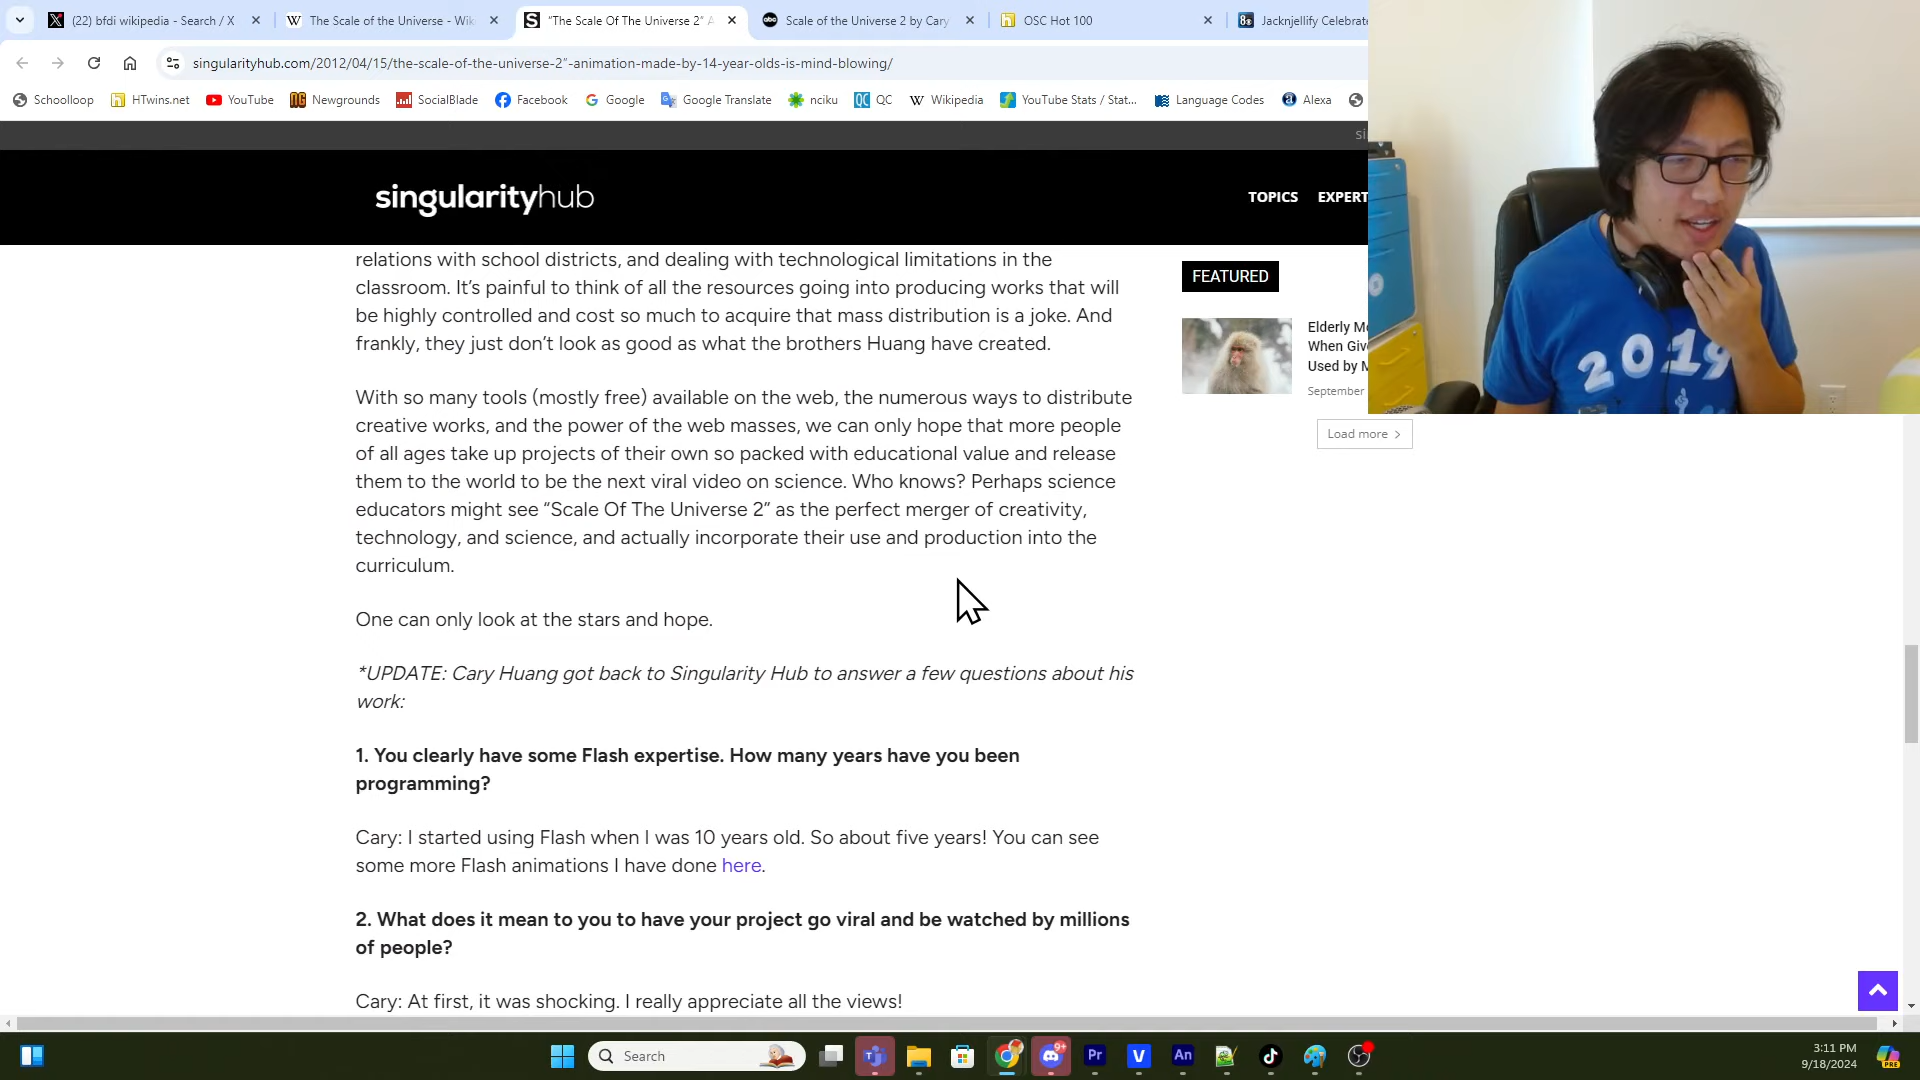 (22) bfdi wikipedia - Search / X
The Scale of the Universe - Wik
"The Scale Of The Universe 2" A
Scale of the Universe 2 by Cary
OSC Hot 100
Jacknjellify Celebrate
singularityhub.com/2012/04/15/the-scale-of-the-universe-2″-animation-made-by-14-year-olds-is-mind-blowing/
Schoolloop
HTwins.net
YouTube
Newgrounds
SocialBlade
Facebook
Google
Google Translate
nciku
QC
Wikipedia
YouTube Stats / Stat...
Language Codes
Alexa
si
singularityhub
TOPICS
EXPERT
relations with school districts, and dealing with technological limitations in the
classroom. It's painful to think of all the resources going into producing works that will
be highly controlled and cost so much to acquire that mass distribution is a joke. And
frankly, they just don't look as good as what the brothers Huang have created.
With so many tools (mostly free) available on the web, the numerous ways to distribute
creative works, and the power of the web masses, we can only hope that more people
of all ages take up projects of their own so packed with educational value and release
them to the world to be the next viral video on science. Who knows? Perhaps science
educators might see "Scale Of The Universe 2" as the perfect merger of creativity,
technology, and science, and actually incorporate their use and production into the
curriculum.
One can only look at the stars and hope.
*UPDATE: Cary Huang got back to Singularity Hub to answer a few questions about his
work:
1. You clearly have some Flash expertise. How many years have you been
programming?
Cary: I started using Flash when I was 10 years old. So about five years! You can see
some more Flash animations I have done here.
2. What does it mean to you to have your project go viral and be watched by millions
of people?
Cary: At first, it was shocking. I really appreciate all the views!
FEATURED
Elderly Mo
When Give
Used by M
September
Load more
2019
Search
9+
Pr
V
An
3:11 PM
9/18/2024
PRE